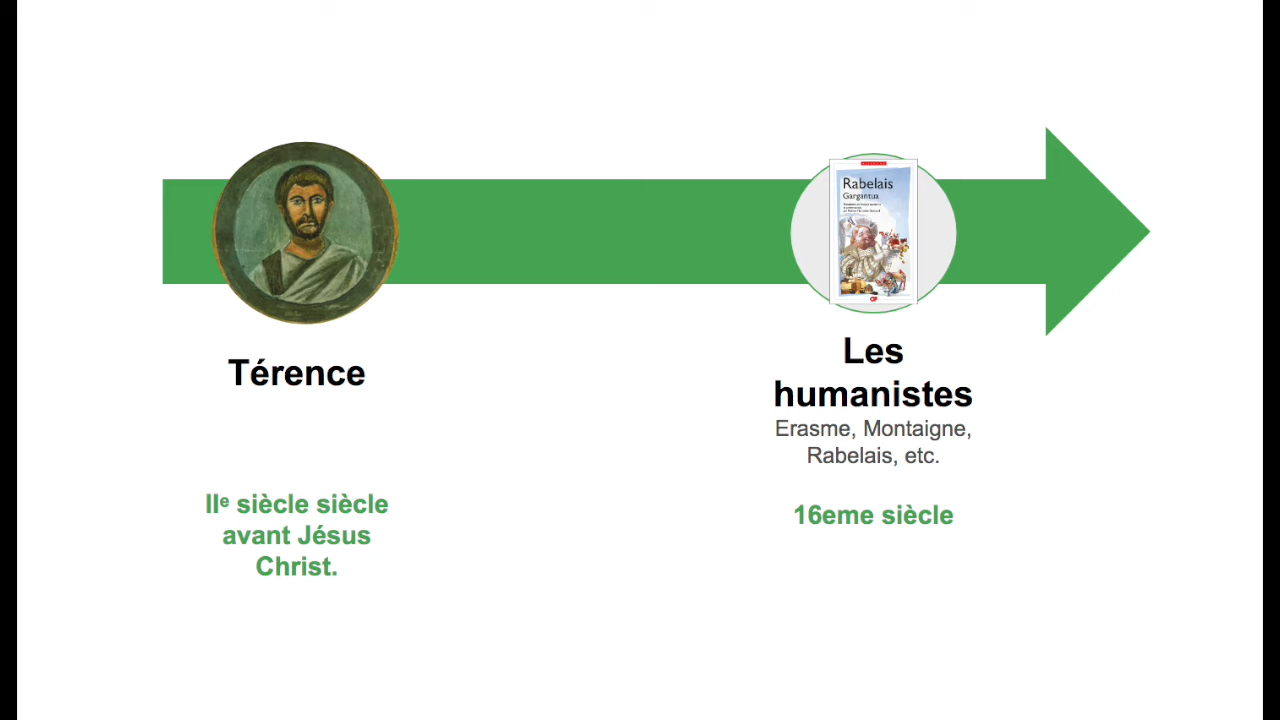 Rabelais
Gargantua
Térence
IIe siècle siècle
avant Jésus
Christ.
Les
humanistes
Erasme, Montaigne,
Rabelais, etc.
16eme siècle